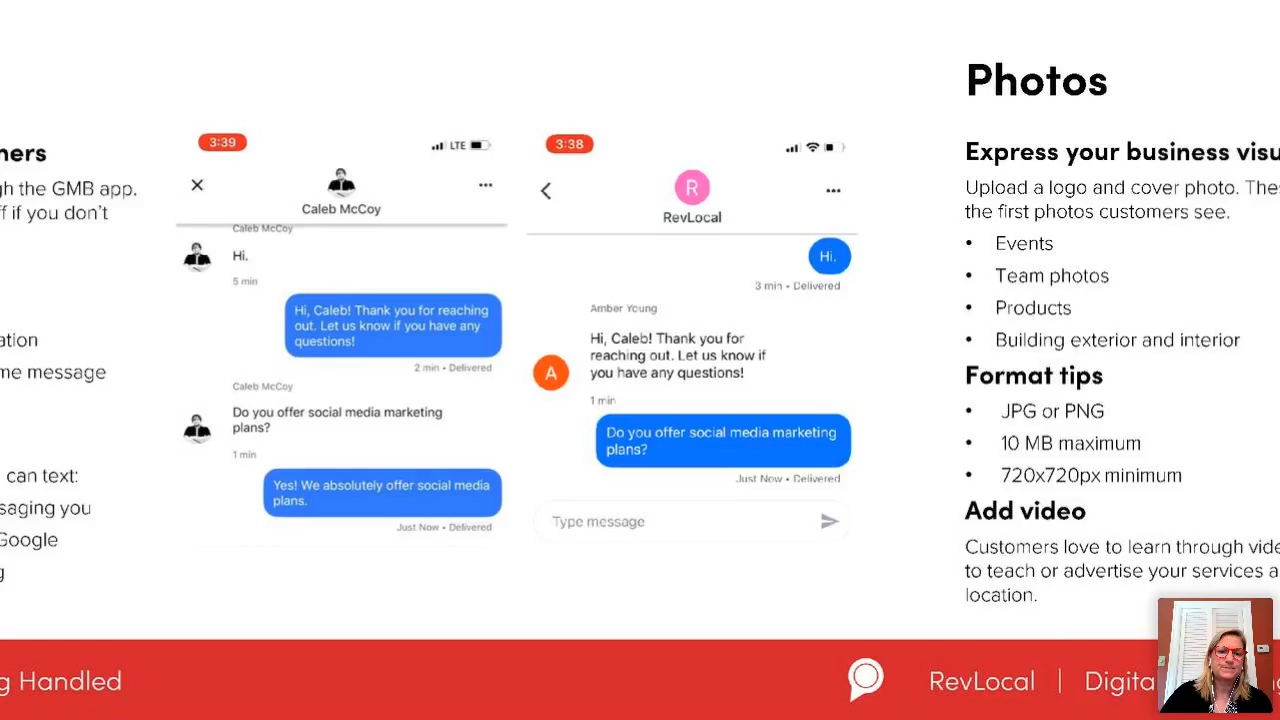 ners
gh the GMB app.
ff if you don't
ation
me message
can text:
saging you
Google
g
3:39
LTE
Caleb McCoy
Caleb McCoy
Hi.
5 min
Hi, Caleb! Thank you for reaching
out. Let us know if you have any
questions!
2 min • Delivered
Caleb McCoy
Do you offer social media marketing
plans?
1 min
Yes! We absolutely offer social media
plans.
Just Now • Delivered
3:38
R
RevLocal
Hi.
3 min • Delivered
Amber Young
Hi, Caleb! Thank you for
reaching out. Let us know if
you have any questions!
A
1 min
Do you offer social media marketing
plans?
Just Now • Delivered
Type message
Photos
Express your business visu
Upload a logo and cover photo. Thes
the first photos customers see.
• Events
• Team photos
• Products
• Building exterior and interior
Format tips
• JPG or PNG
• 10 MB maximum
• 720x720px minimum
Add video
Customers love to learn through vide
to teach or advertise your services a
location.
g Handled
RevLocal | Digita